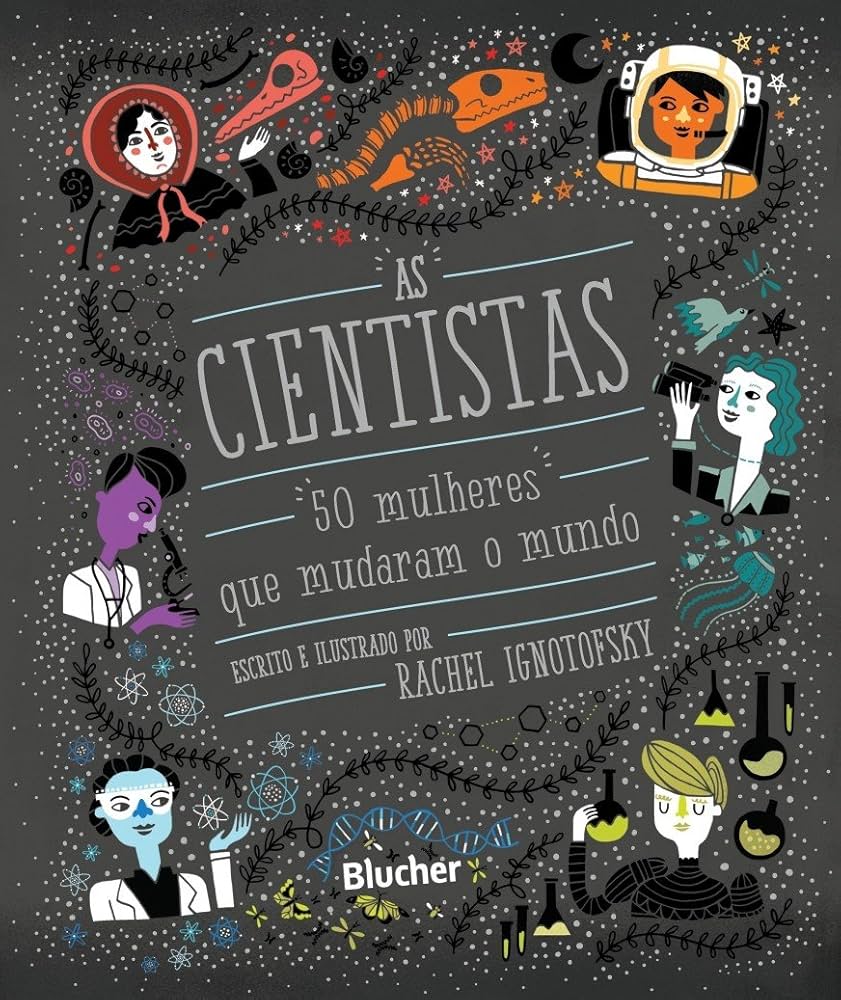 AS
CIENTISTAS
50 mulheres
que mudaram o mundo
ESCRITO E ILUSTRADO POR
RACHEL IGNOTOFSKY
Blucher